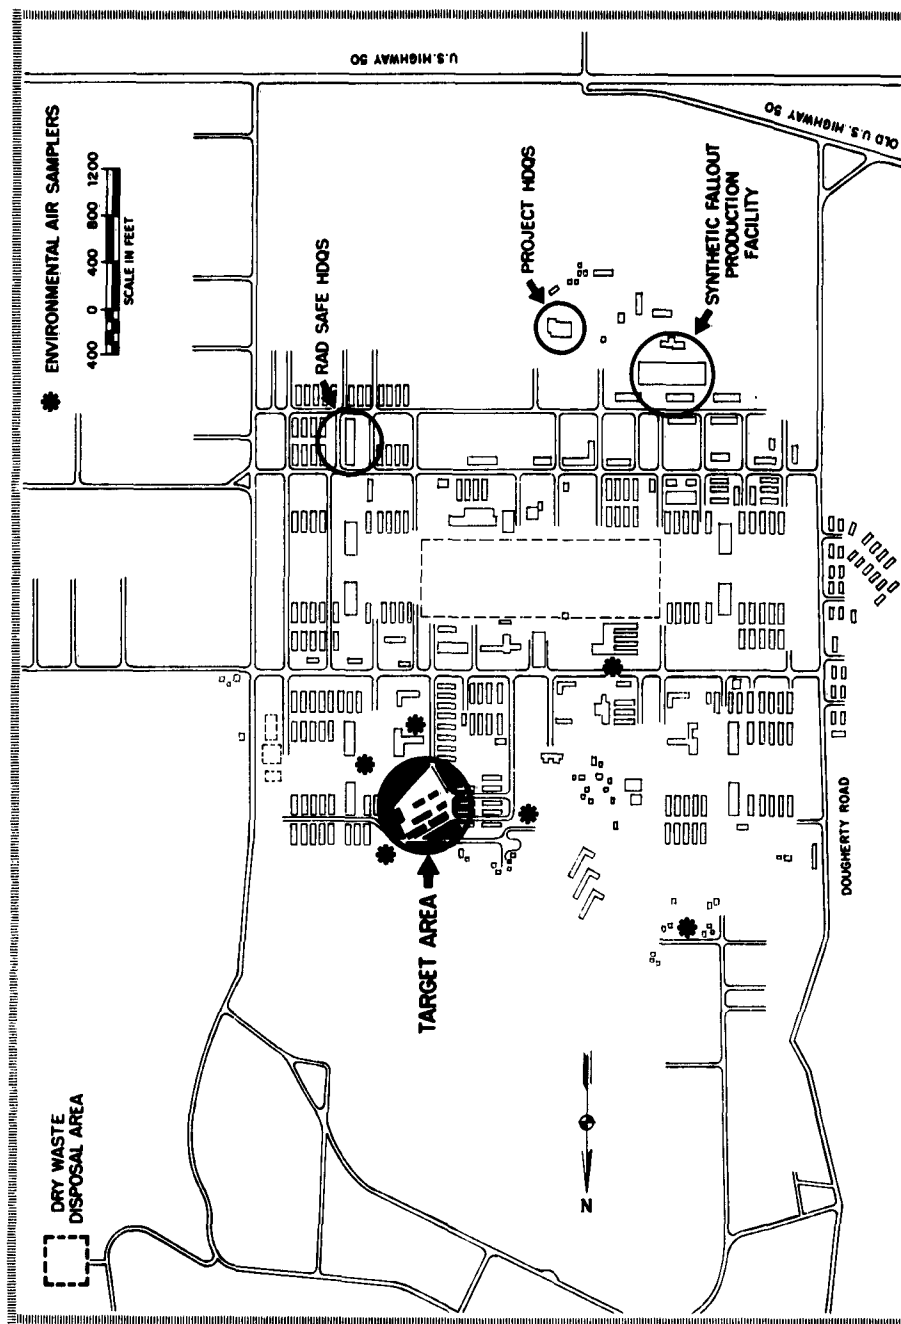 U.S. HIGHWAY 50
OLD U.S. HIGHWAY 50
ENVIRONMENTAL AIR SAMPLERS
400 0 400 800 1200
SCALE IN FEET
RAD SAFE HDQS
PROJECT HDQS
SYNTHETIC FALLOUT
PRODUCTION
FACILITY
TARGET AREA
DOUGHERTY ROAD
DRY WASTE
DISPOSAL AREA
N